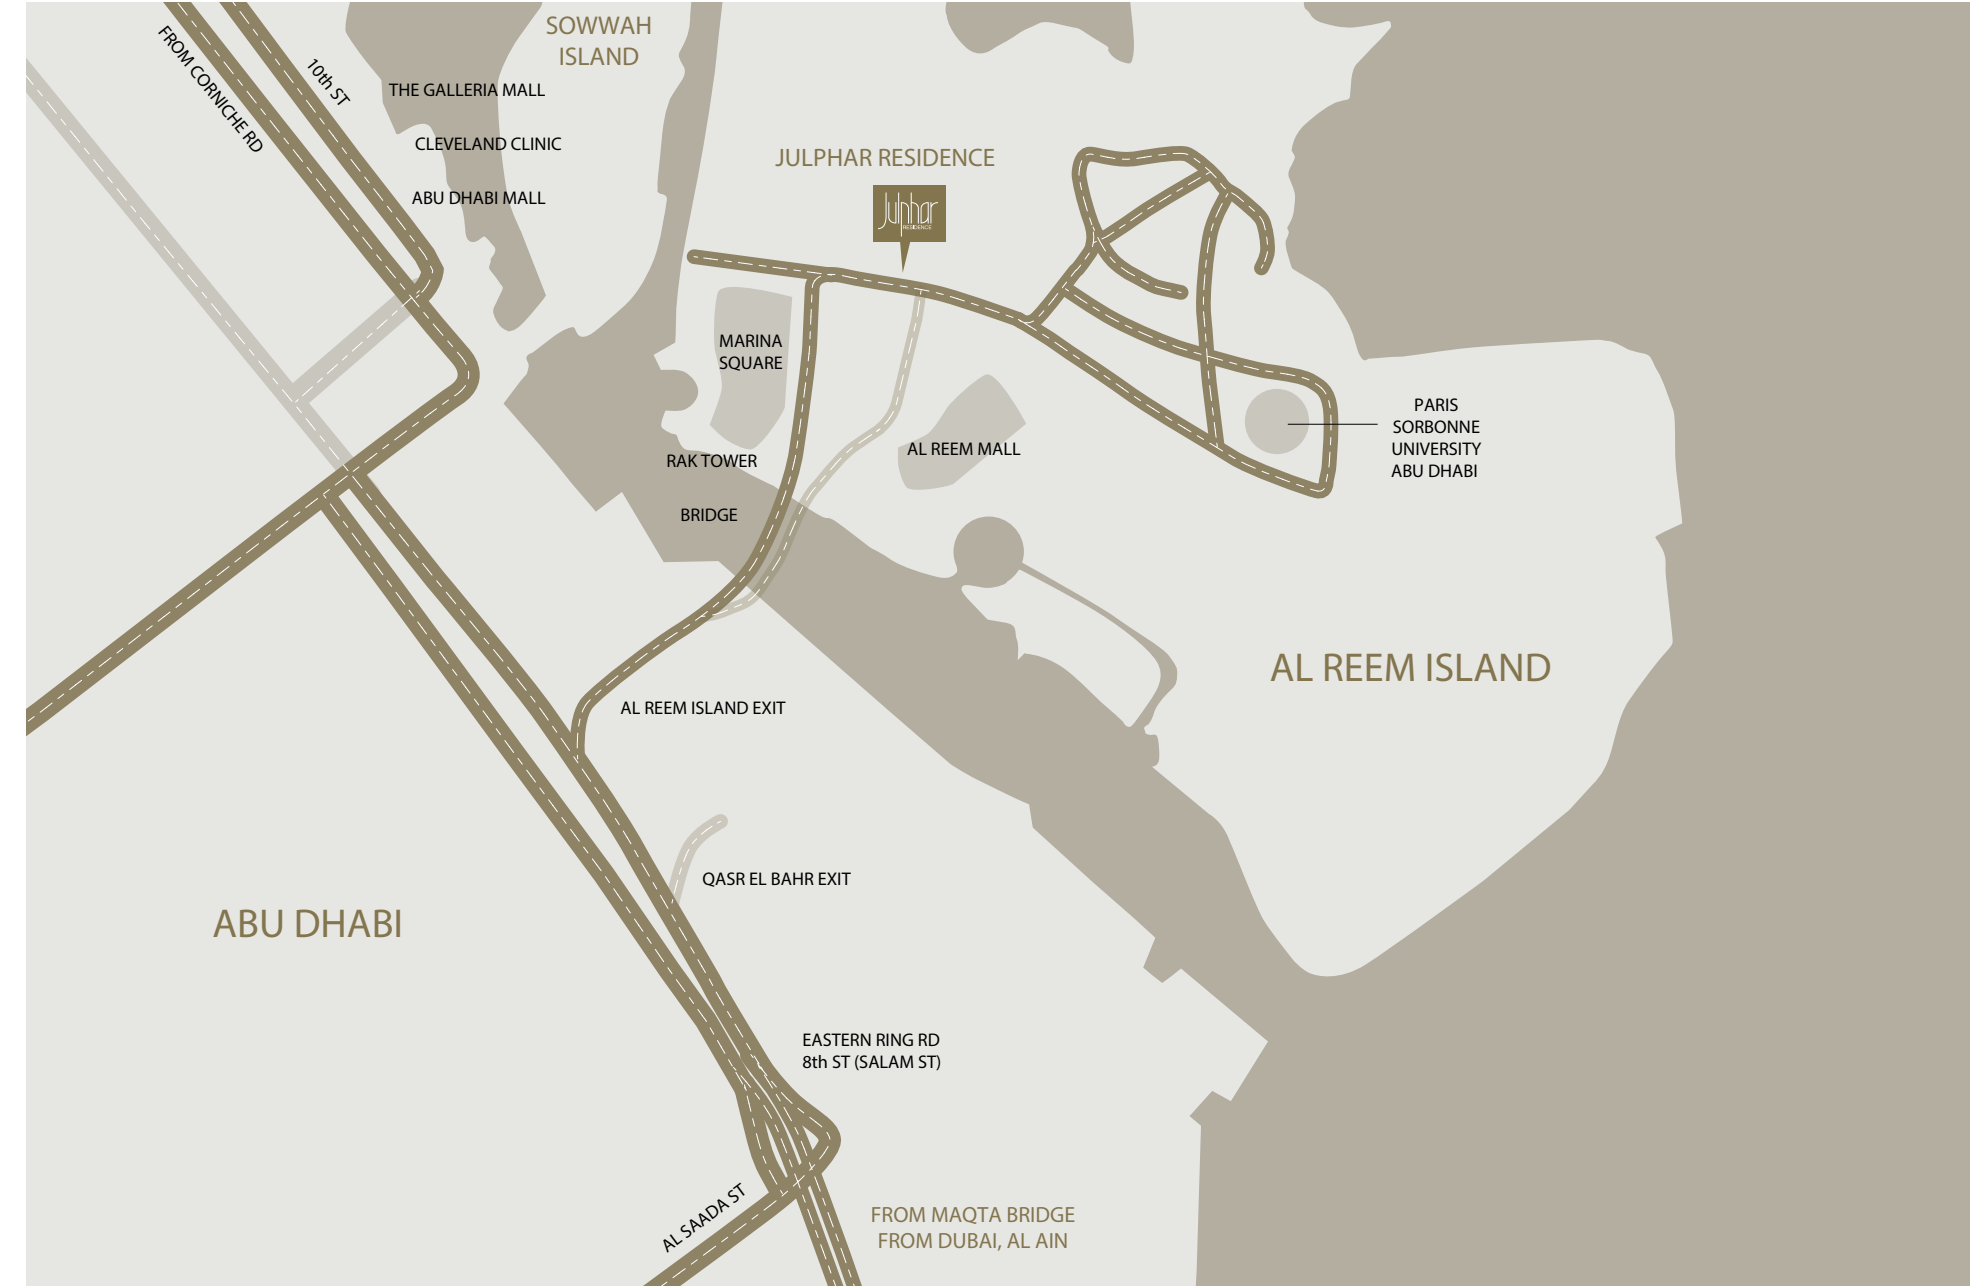 SOWWAH
ISLAND
FROM CORNICHE RD
10th ST
THE GALLERIA MALL
CLEVELAND CLINIC
ABU DHABI MALL
JULPHAR RESIDENCE
Julphar
RESIDENCE
MARINA
SQUARE
RAK TOWER
BRIDGE
AL REEM MALL
PARIS
SORBONNE
UNIVERSITY
ABU DHABI
AL REEM ISLAND
AL REEM ISLAND EXIT
QASR EL BAHR EXIT
ABU DHABI
EASTERN RING RD
8th ST (SALAM ST)
AL SAADA ST
FROM MAQTA BRIDGE
FROM DUBAI, AL AIN